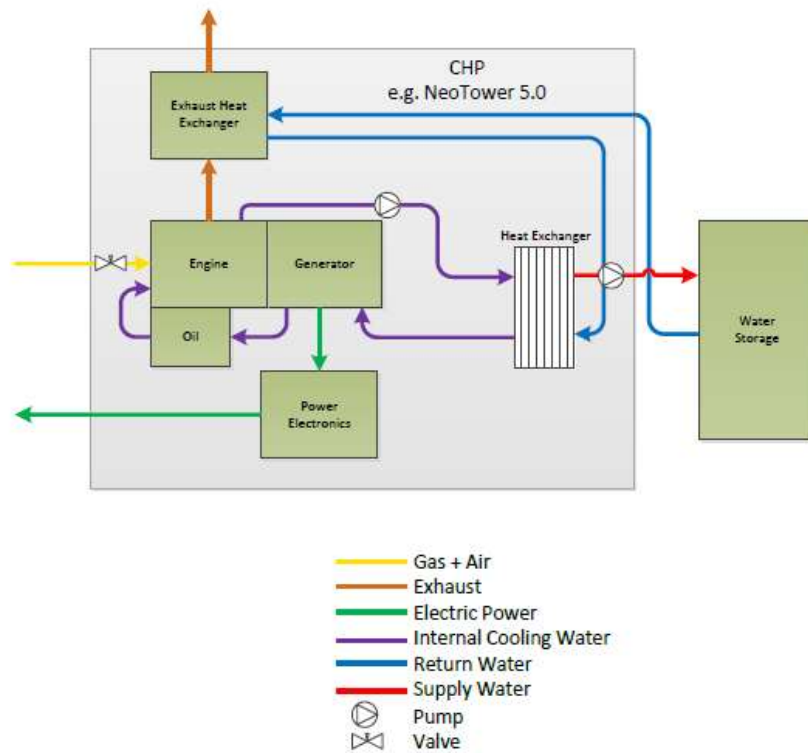 CHP
e.g. NeoTower 5.0
Exhaust Heat
Exchanger
Engine
Generator
Heat Exchanger
Oil
Water
Storage
Power
Electronics
Gas + Air
Exhaust
Electric Power
Internal Cooling Water
Return Water
Supply Water
Pump
Valve